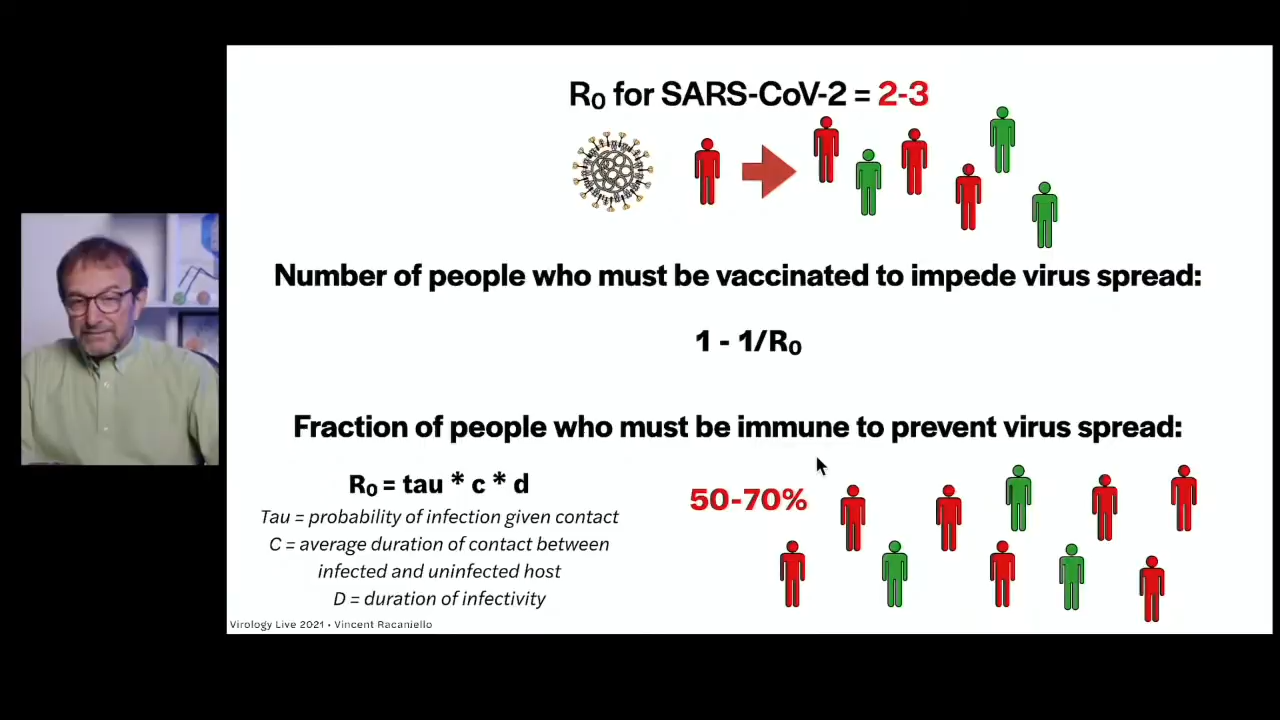 R₀ for SARS-CoV-2 = 2-3
Number of people who must be vaccinated to impede virus spread:
1 - 1/R₀
Fraction of people who must be immune to prevent virus spread:
R₀ = tau * c * d
Tau = probability of infection given contact
C = average duration of contact between
infected and uninfected host
D = duration of infectivity
50-70%
Virology Live 2021 • Vincent Racaniello